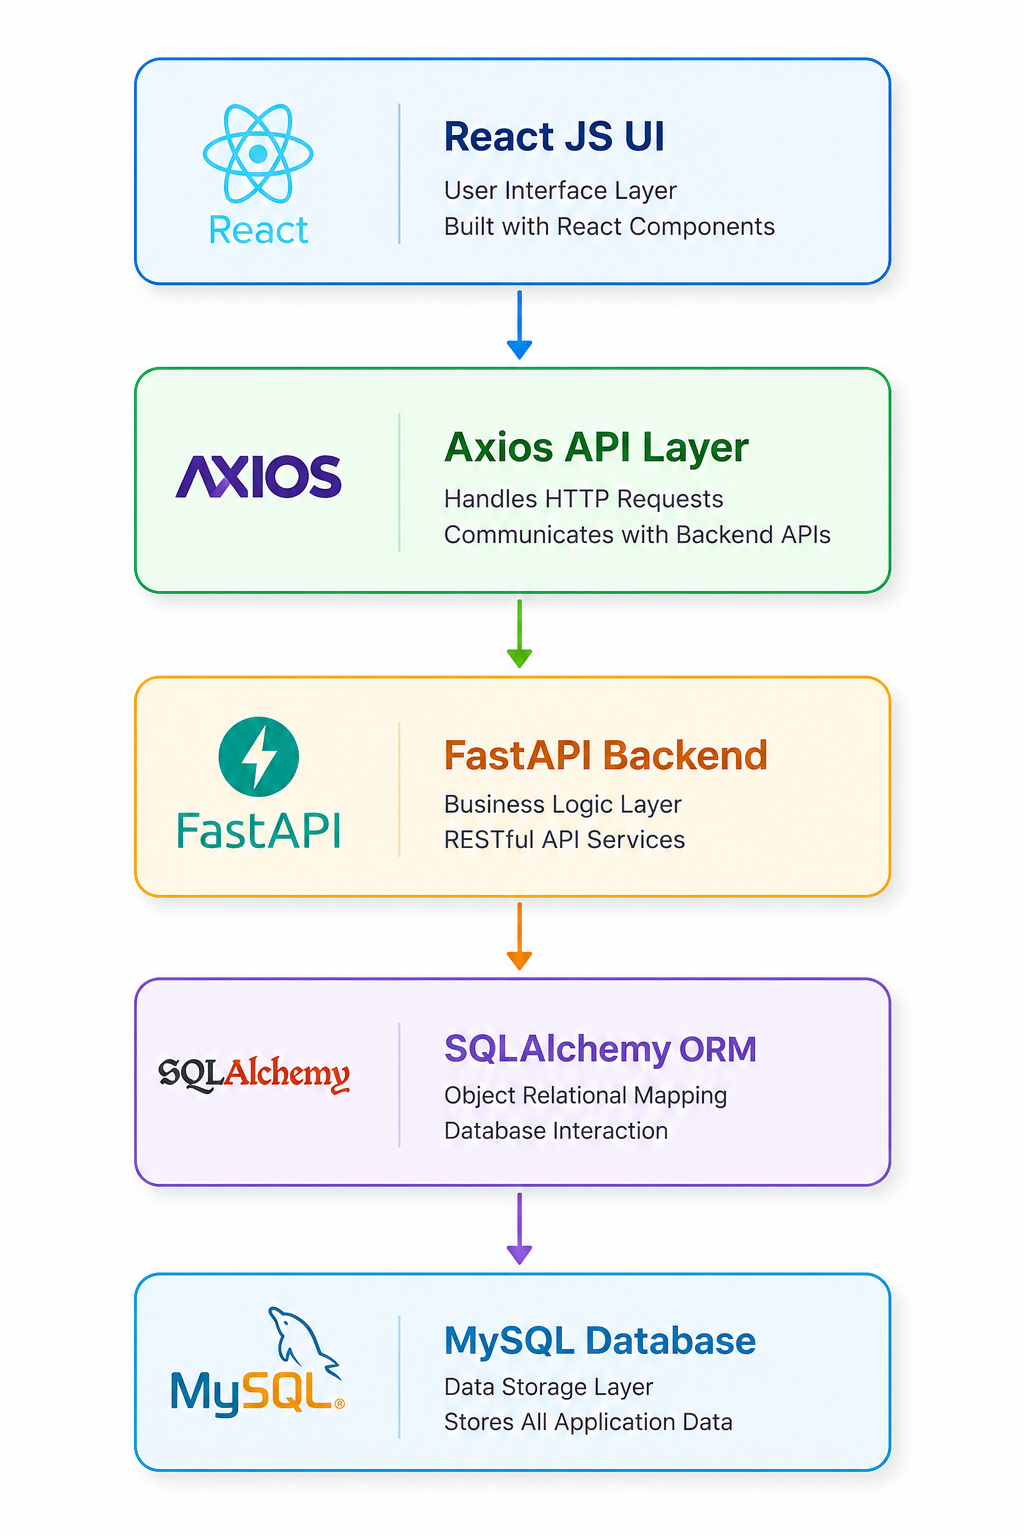 React
React JS UI
User Interface Layer
Built with React Components
AXIOS
Axios API Layer
Handles HTTP Requests
Communicates with Backend APIs
FastAPI
FastAPI Backend
Business Logic Layer
RESTful API Services
SQLAlchemy
SQLAlchemy ORM
Object Relational Mapping
Database Interaction
MySQL®
MySQL Database
Data Storage Layer
Stores All Application Data